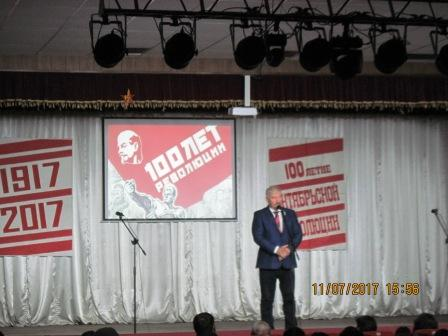 1917
2017
100 ЛЕТ
РЕВОЛЮЦИИ
100 ЛЕТИЕ
ОКТЯБРЬСКОЙ
РЕВОЛЮЦИИ
11/07/2017 15:56